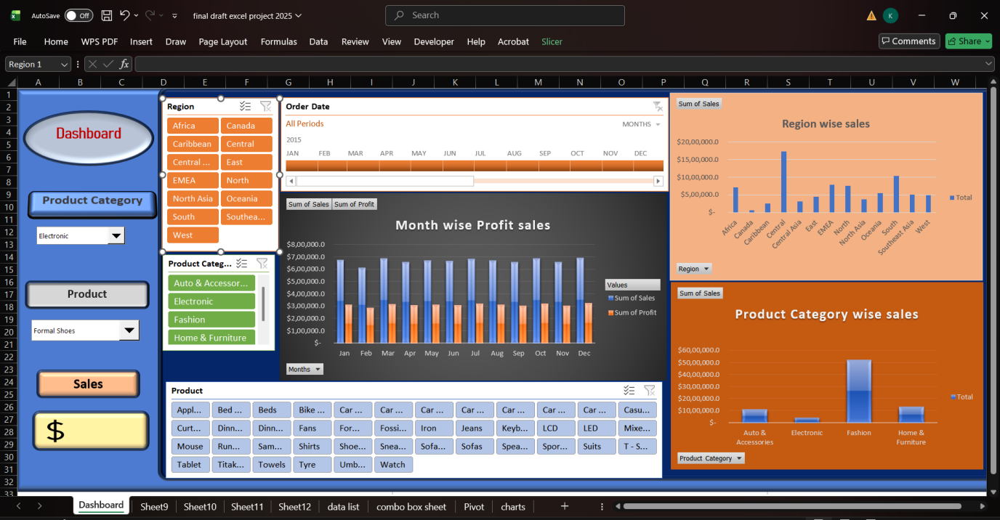 AutoSave Off final draft excel project 2025 Search K
File Home WPS PDF Insert Draw Page Layout Formulas Data Review View Developer Help Acrobat Slicer Comments Share
Region 1 fx
A B C D E F G H I J K L M N O P Q R S T U V W
1
2
3
4
5
6
7
8
9
10
11
12
13
14
15
16
17
18
19
20
21
22
23
24
25
26
27
28
29
30
31
32
33
Dashboard
Product Category
Electronic
Product
Formal Shoes
Sales
$
Region
Africa Canada
Caribbean Central
Central ... East
EMEA North
North Asia Oceania
South Southea...
West
Product Categ...
Auto & Accessor...
Electronic
Fashion
Home & Furniture
Order Date
All Periods MONTHS
2015
JAN FEB MAR APR MAY JUN JUL AUG SEP OCT NOV DEC
Sum of Sales Sum of Profit
Month wise Profit sales
$8,00,000.0
$7,00,000.0
$6,00,000.0
$5,00,000.0
$4,00,000.0
$3,00,000.0
$2,00,000.0
$1,00,000.0
$-
Jan Feb Mar Apr May Jun Jul Aug Sep Oct Nov Dec
Values
Sum of Sales
Sum of Profit
Months
Product
Appl... Bed ... Beds Bike ... Car ... Car ... Car ... Car ... Car ... Car ... Car ... Casu...
Curt... Dinn... Dinn... Fans For... Fossi... Iron Jeans Keyb... LCD LED Mixe...
Mouse Run... Sam... Shirts Shoe... Snea... Sofa... Sofas Spea... Spor... Suits T - S...
Tablet Titak... Towels Tyre Umb... Watch
Sum of Sales
Region wise sales
$20,00,000.0
$15,00,000.0
$10,00,000.0
$5,00,000.0
$-
Africa Canada Caribbean Central Central Asia East EMEA North North Asia Oceania South Southeast Asia West
Total
Region
Sum of Sales
Product Category wise sales
$60,00,000.0
$50,00,000.0
$40,00,000.0
$30,00,000.0
$20,00,000.0
$10,00,000.0
$-
Auto & Accessories Electronic Fashion Home & Furniture
Total
Product Category
Dashboard Sheet9 Sheet10 Sheet11 Sheet12 data list combo box sheet Pivot charts